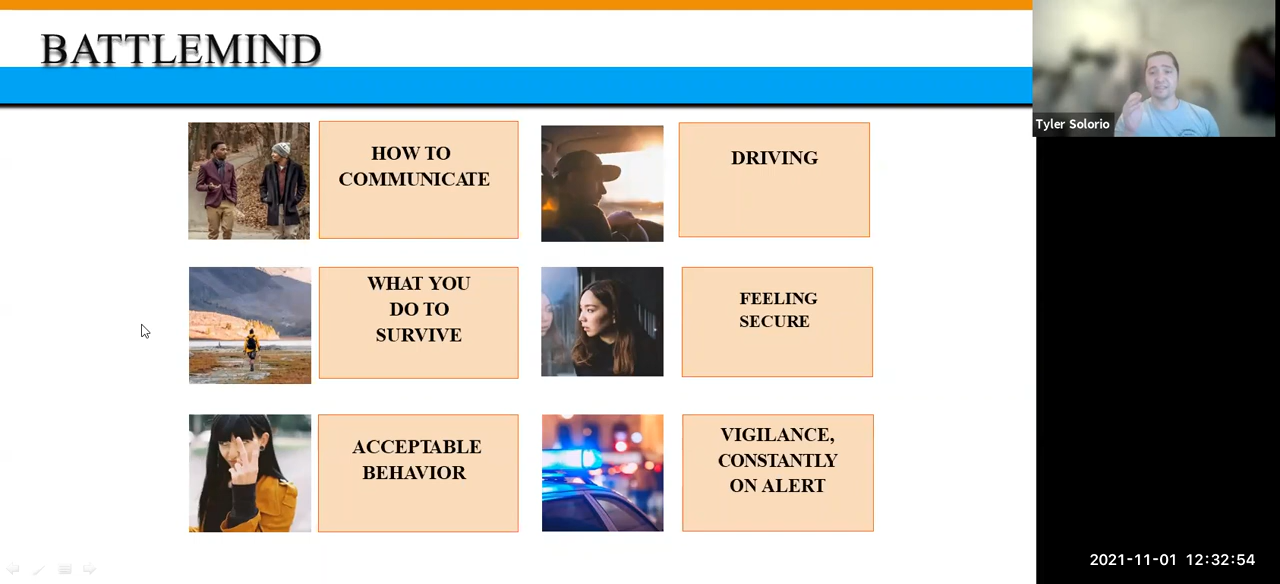 BATTLEMIND
Tyler Solorio
HOW TO
COMMUNICATE
DRIVING
WHAT YOU
DO TO
SURVIVE
FEELING
SECURE
ACCEPTABLE
BEHAVIOR
VIGILANCE,
CONSTANTLY
ON ALERT
2021-11-01 12:32:54